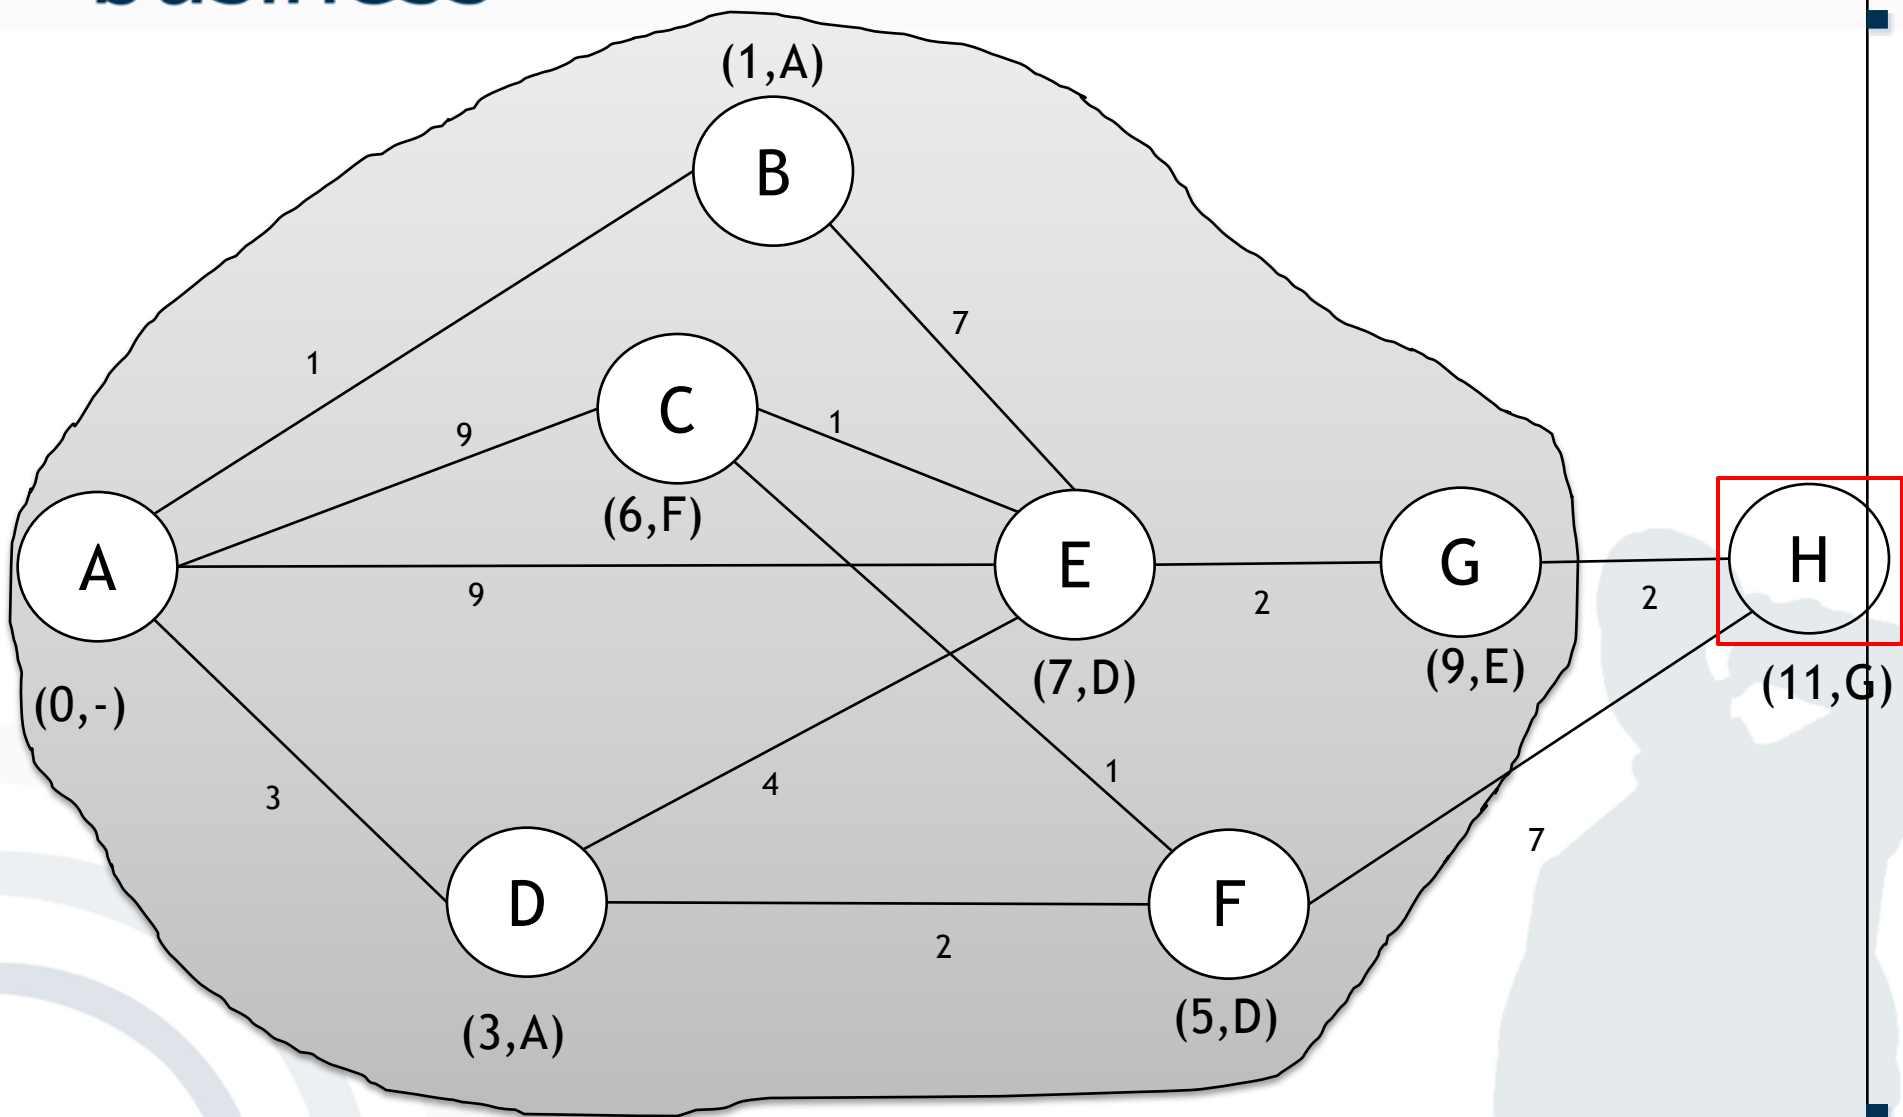 business
(1,A)
B
7
1
C
9
1
(6,F)
A
E
G
H
9
2
2
(7,D)
(9,E)
(11,G)
(0,-)
3
4
1
7
D
F
2
(5,D)
(3,A)